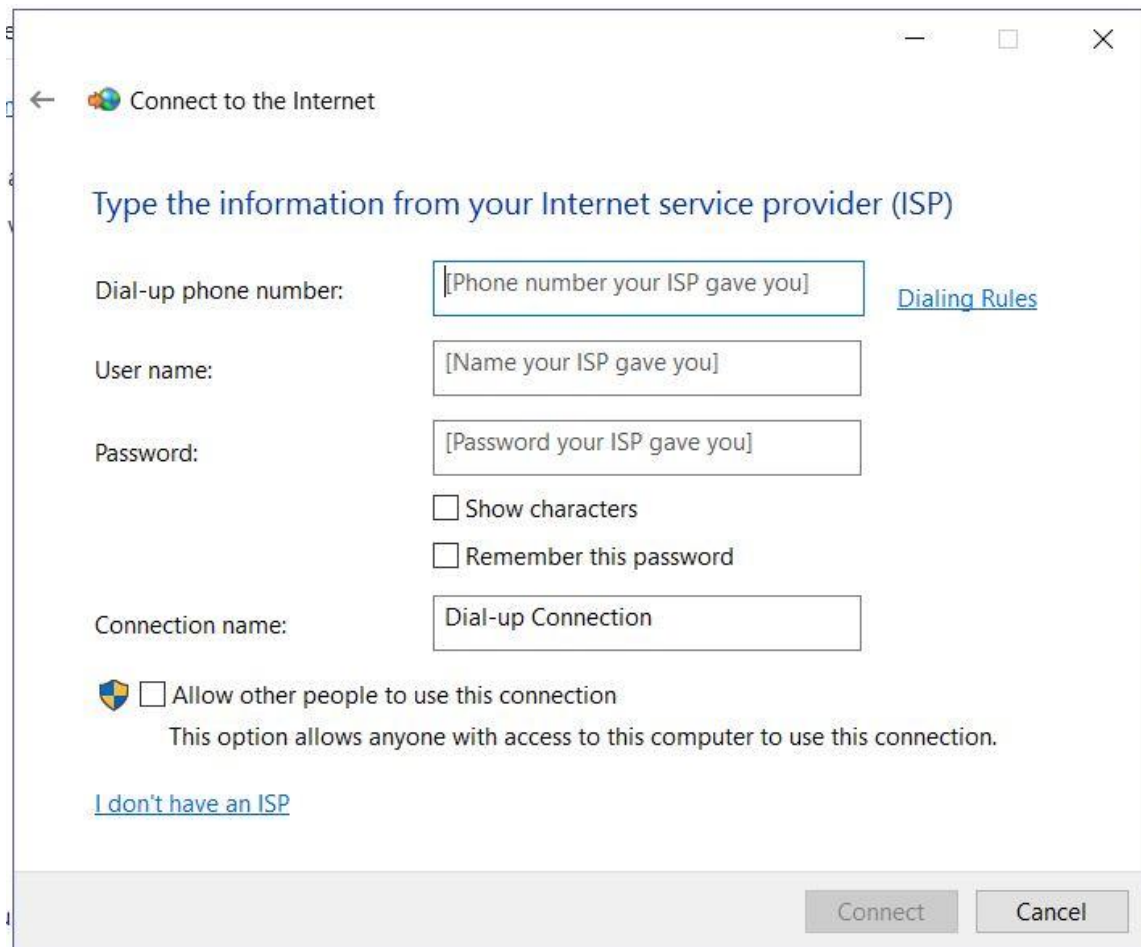 Connect to the Internet
Type the information from your Internet service provider (ISP)
Dial-up phone number:
[Phone number your ISP gave you]
Dialing Rules
User name:
[Name your ISP gave you]
Password:
[Password your ISP gave you]
Show characters
Remember this password
Connection name:
Dial-up Connection
Allow other people to use this connection
This option allows anyone with access to this computer to use this connection.
I don't have an ISP
Connect
Cancel